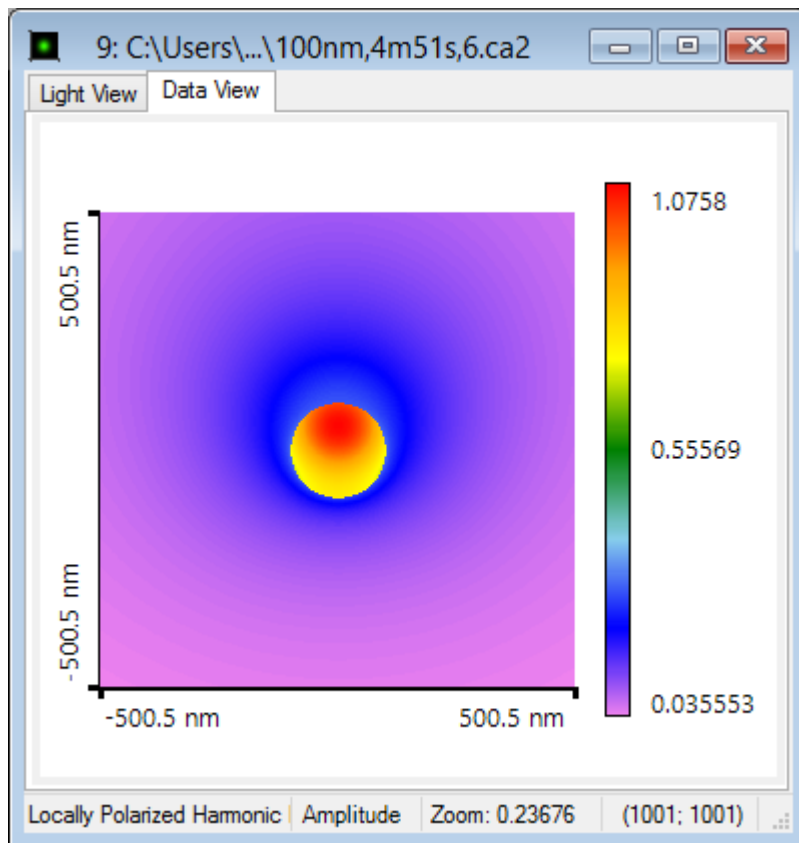 9: C:\Users\...\100nm,4m51s,6.ca2
Light View
Data View
1.0758
500.5 nm
0.55569
-500.5 nm
0.035553
-500.5 nm
500.5 nm
Locally Polarized Harmonic
Amplitude
Zoom: 0.23676
(1001; 1001)